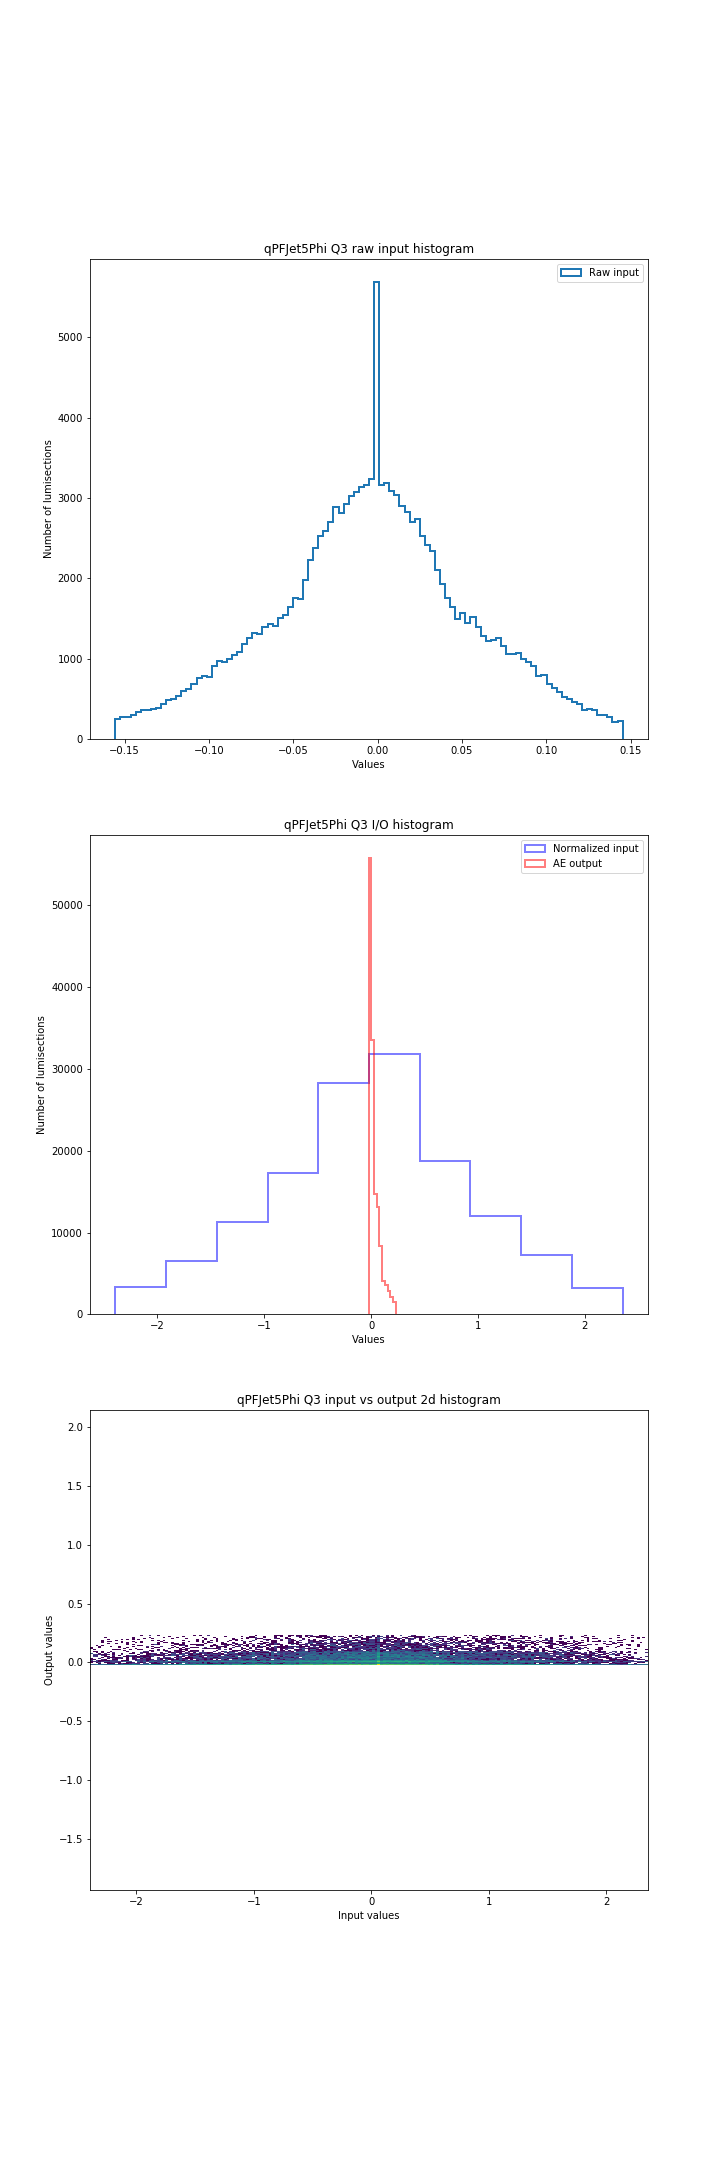 qPFJet5Phi Q3 raw input histogram
Raw input
Number of lumisections
5000
4000
3000
2000
1000
0
−0.15 −0.10 −0.05 0.00 0.05 0.10 0.15
Values
qPFJet5Phi Q3 I/O histogram
Normalized input
AE output
Number of lumisections
50000
40000
30000
20000
10000
0
−2 −1 0 1 2
Values
qPFJet5Phi Q3 input vs output 2d histogram
Output values
2.0
1.5
1.0
0.5
0.0
−0.5
−1.0
−1.5
−2 −1 0 1 2
Input values